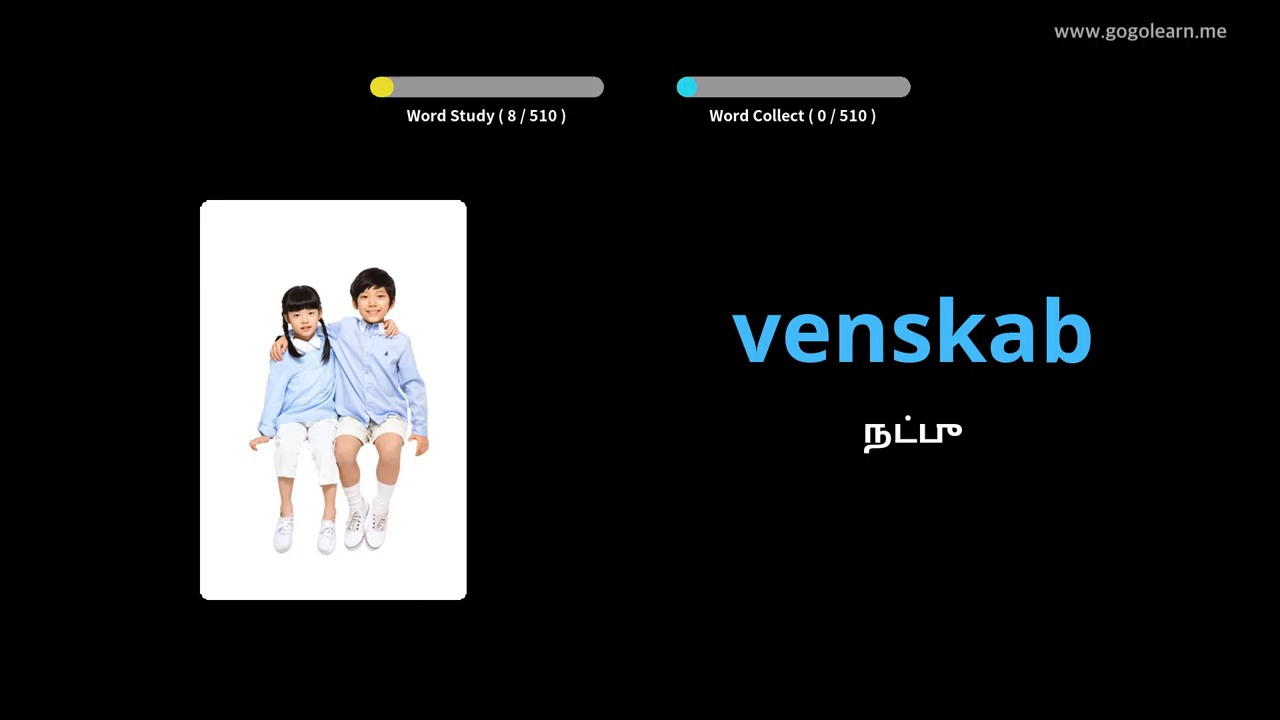 www.gogolearn.me
Word Study ( 8 / 510 )
Word Collect ( 0 / 510 )
venskab
நட்பு